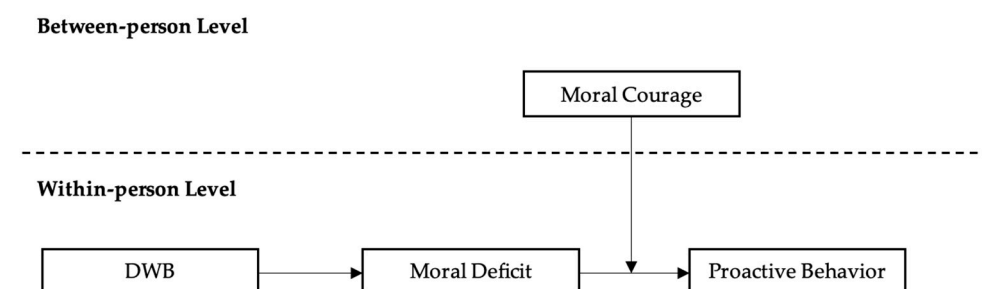 Between-person Level
Moral Courage
Within-person Level
DWB
Moral Deficit
Proactive Behavior